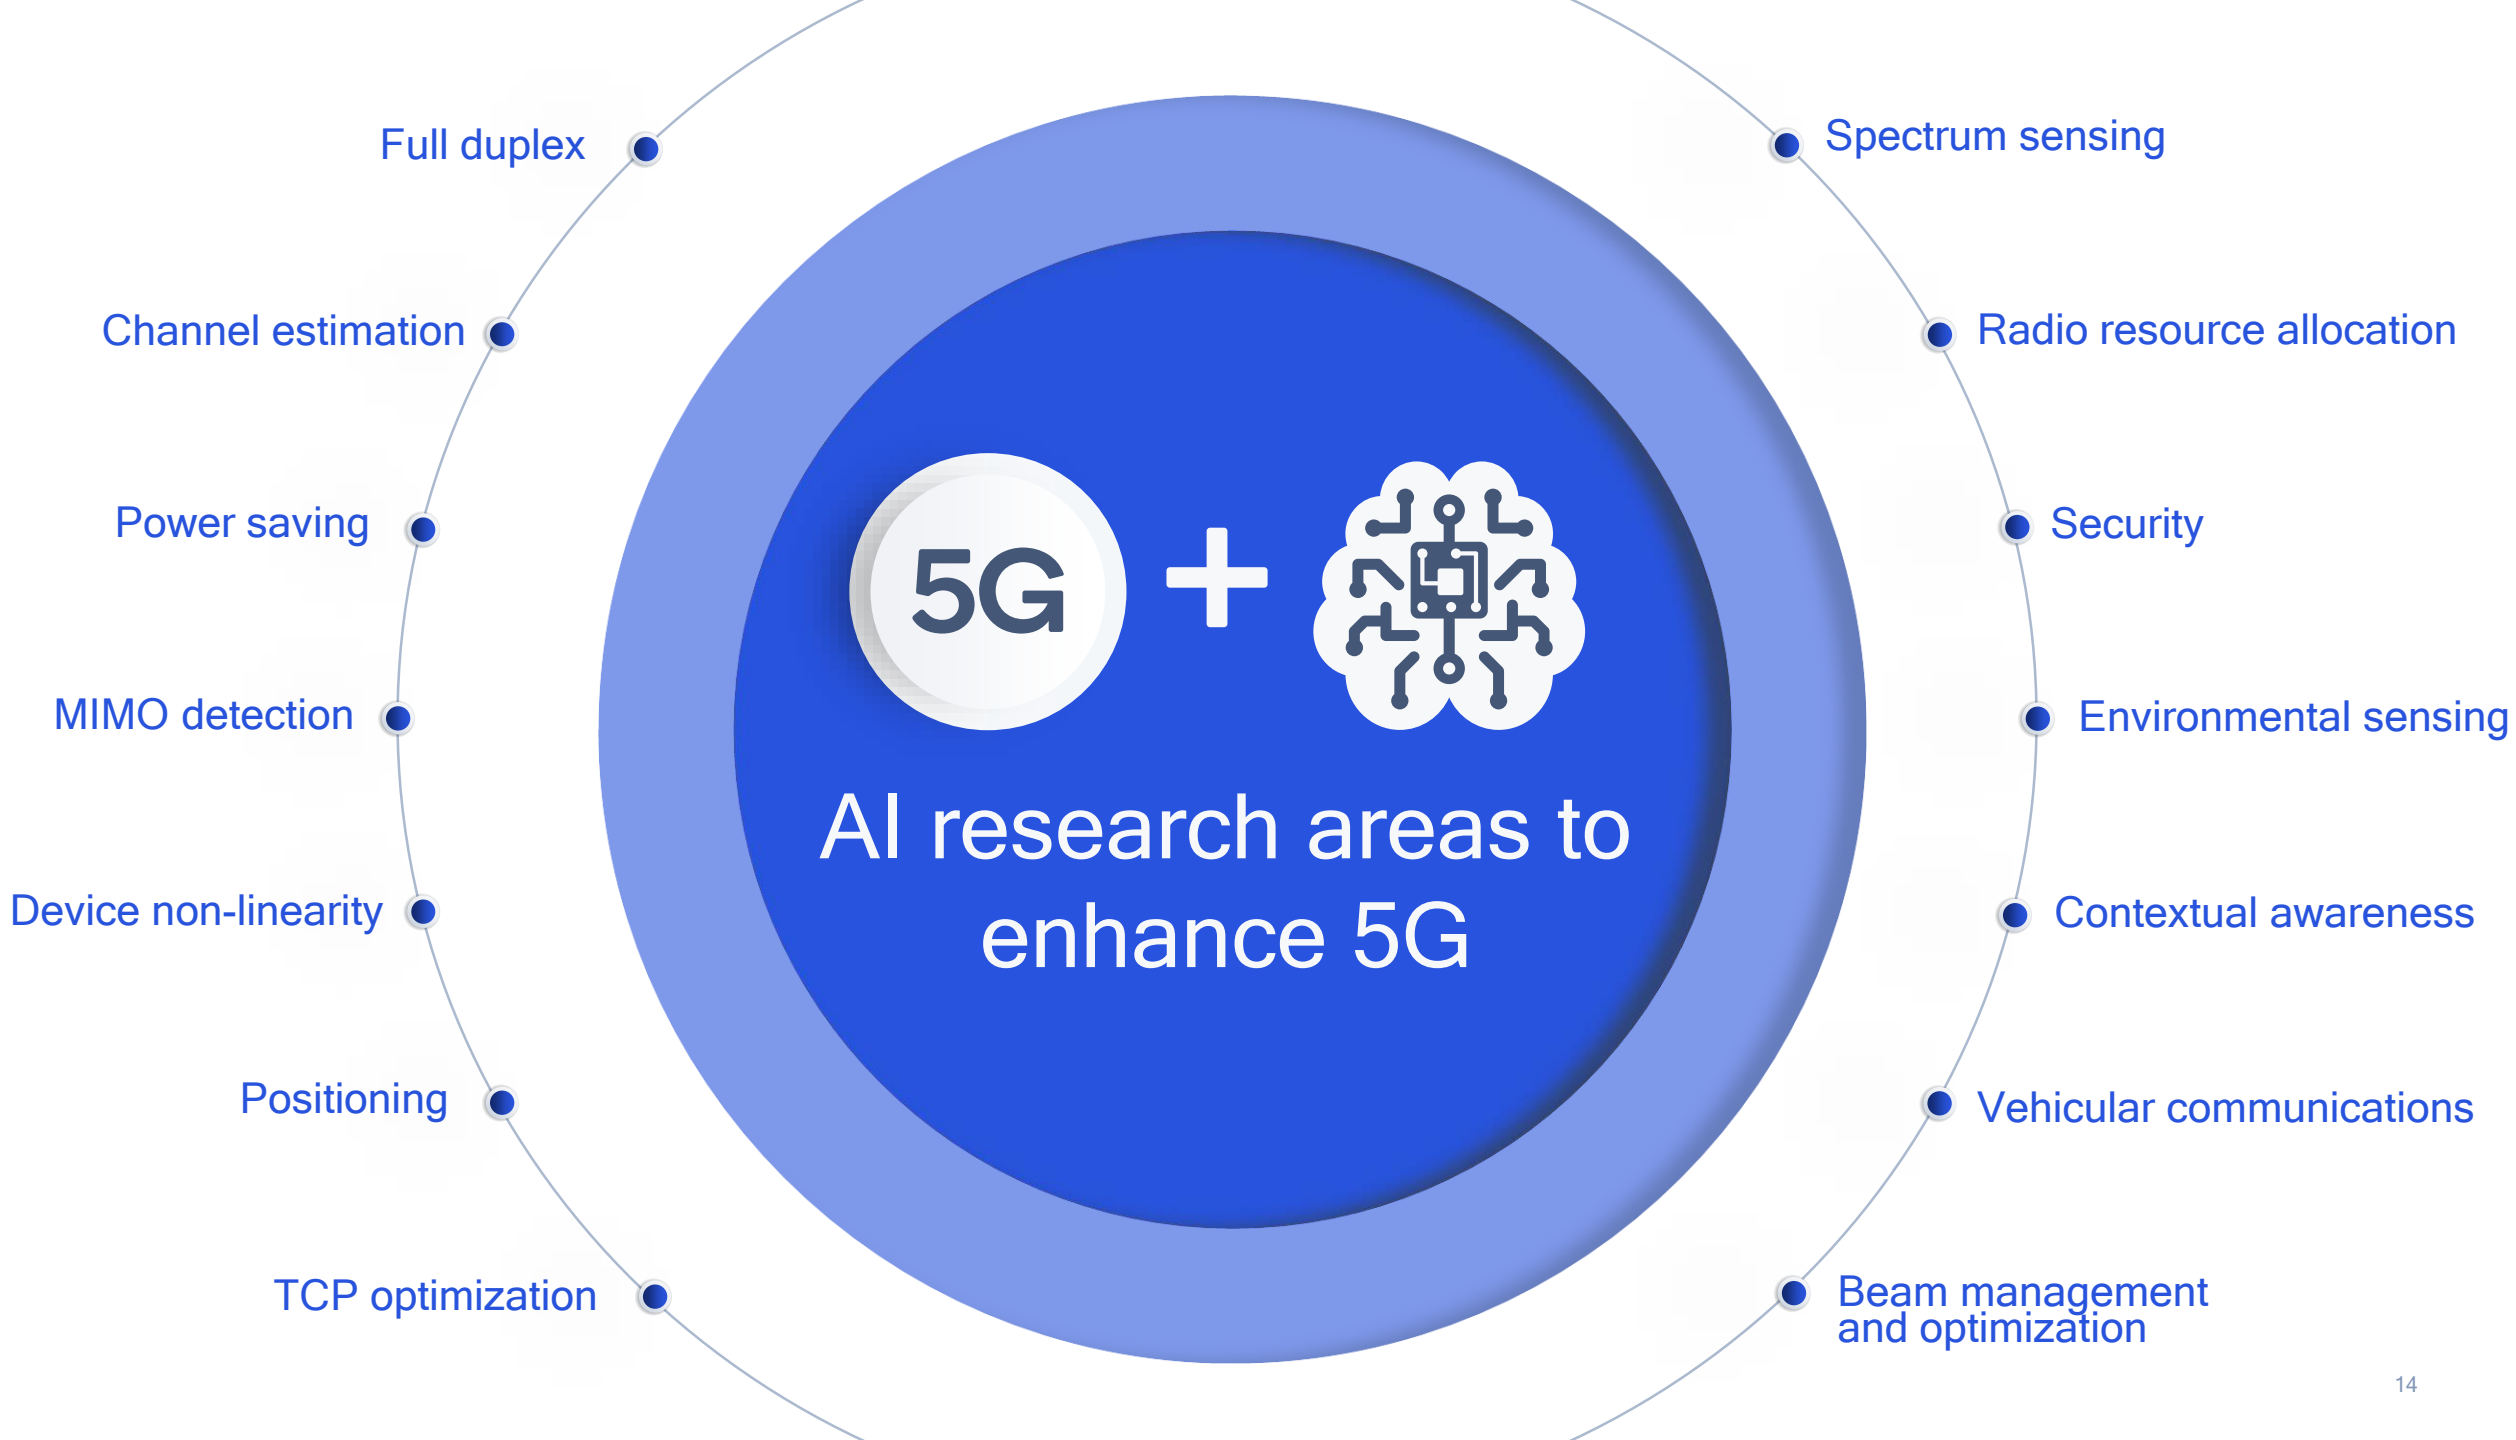 Full duplex
Channel estimation
Power saving
MIMO detection
Device non-linearity
Positioning
TCP optimization
5G
AI research areas to
enhance 5G
Spectrum sensing
Radio resource allocation
Security
Environmental sensing
Contextual awareness
Vehicular communications
Beam management
and optimization
14